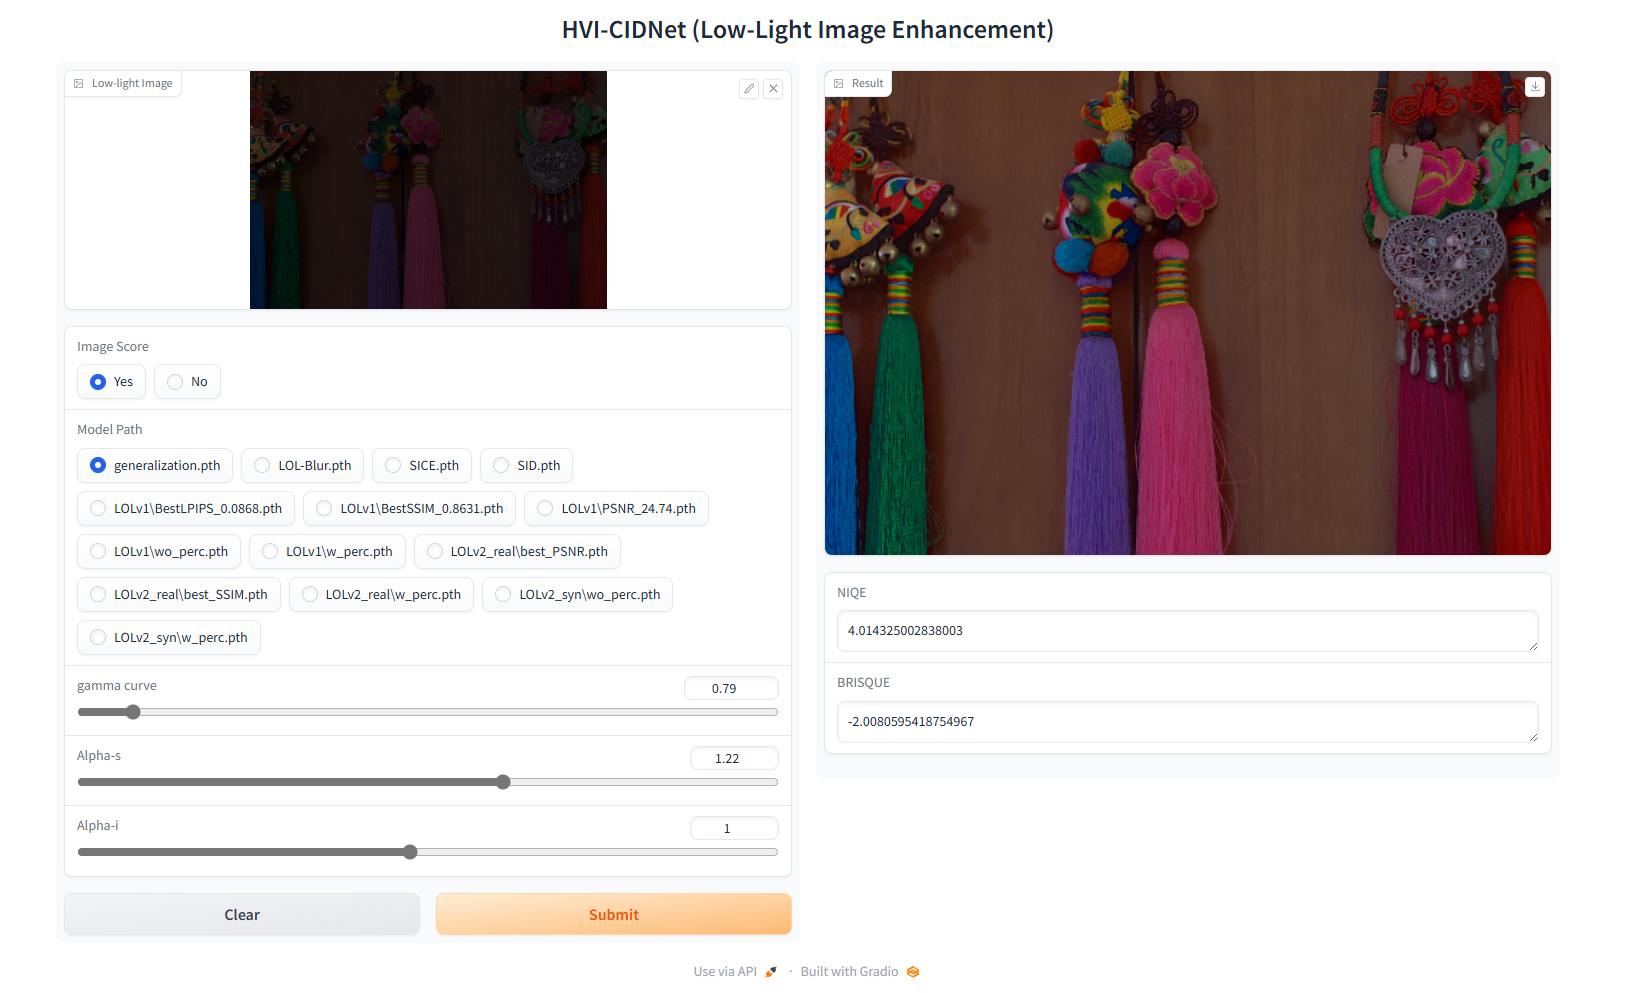 HVI-CIDNet (Low-Light Image Enhancement)
Low-light Image
Image Score
Yes
No
Model Path
generalization.pth
LOL-Blur.pth
SICE.pth
SID.pth
LOLv1\BestLPIPS_0.0868.pth
LOLv1\BestSSIM_0.8631.pth
LOLv1\PSNR_24.74.pth
LOLv1\wo_perc.pth
LOLv1\w_perc.pth
LOLv2_real\best_PSNR.pth
LOLv2_real\best_SSIM.pth
LOLv2_real\w_perc.pth
LOLv2_syn\wo_perc.pth
LOLv2_syn\w_perc.pth
gamma curve
0.79
Alpha-s
1.22
Alpha-i
1
Clear
Submit
Result
NIQE
4.014325002838003
BRISQUE
-2.0080595418754967
Use via API · Built with Gradio